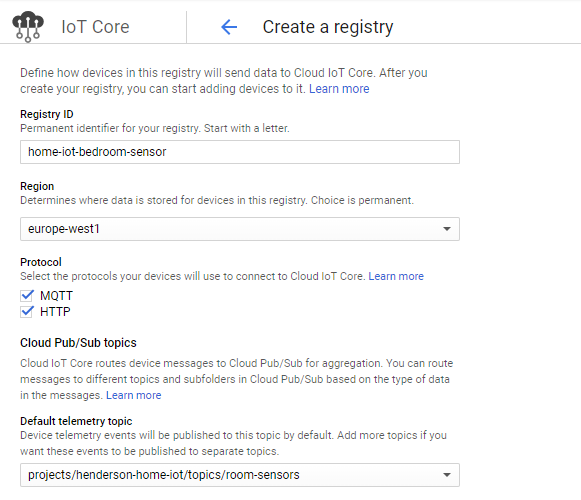 IoT Core
Create a registry
Define how devices in this registry will send data to Cloud IoT Core. After you
create your registry, you can start adding devices to it. Learn more
Registry ID
Permanent identifier for your registry. Start with a letter.
home-iot-bedroom-sensor
Region
Determines where data is stored for devices in this registry. Choice is permanent.
europe-west1
Protocol
Select the protocols your devices will use to connect to Cloud IoT Core. Learn more
MQTT
HTTP
Cloud Pub/Sub topics
Cloud IoT Core routes device messages to Cloud Pub/Sub for aggregation. You can route
messages to different topics and subfolders in Cloud Pub/Sub based on the type of data
in the messages. Learn more
Default telemetry topic
Device telemetry events will be published to this topic by default. Add more topics if you
want these events to be published to separate topics.
projects/henderson-home-iot/topics/room-sensors